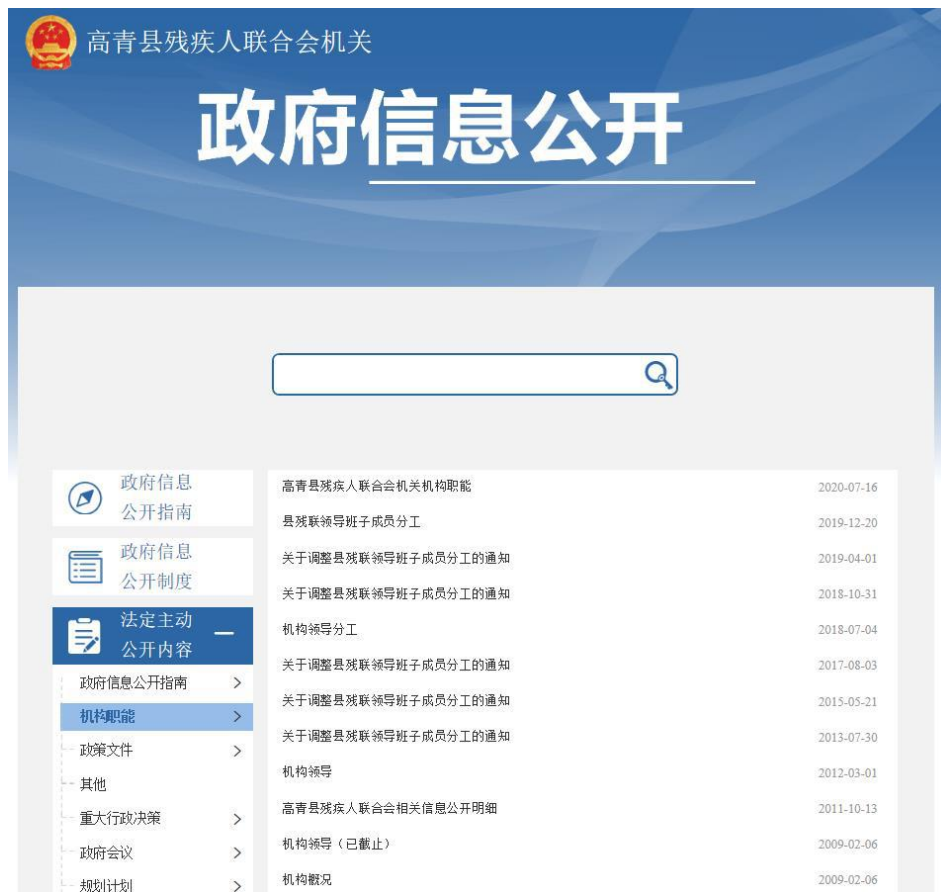 高青县残疾人联合会机关
政府信息公开
政府信息
公开指南
政府信息
公开制度
法定主动
公开内容
政府信息公开指南
机构职能
政策文件
其他
重大行政决策
政府会议
规划计划
高青县残疾人联合会机关机构职能 2020-07-16
县残联领导班子成员分工 2019-12-20
关于调整县残联领导班子成员分工的通知 2019-04-01
关于调整县残联领导班子成员分工的通知 2018-10-31
机构领导分工 2018-07-04
关于调整县残联领导班子成员分工的通知 2017-08-03
关于调整县残联领导班子成员分工的通知 2015-05-21
关于调整县残联领导班子成员分工的通知 2013-07-30
机构领导 2012-03-01
高青县残疾人联合会相关信息公开明细 2011-10-13
机构领导（已截止） 2009-02-06
机构概况 2009-02-06